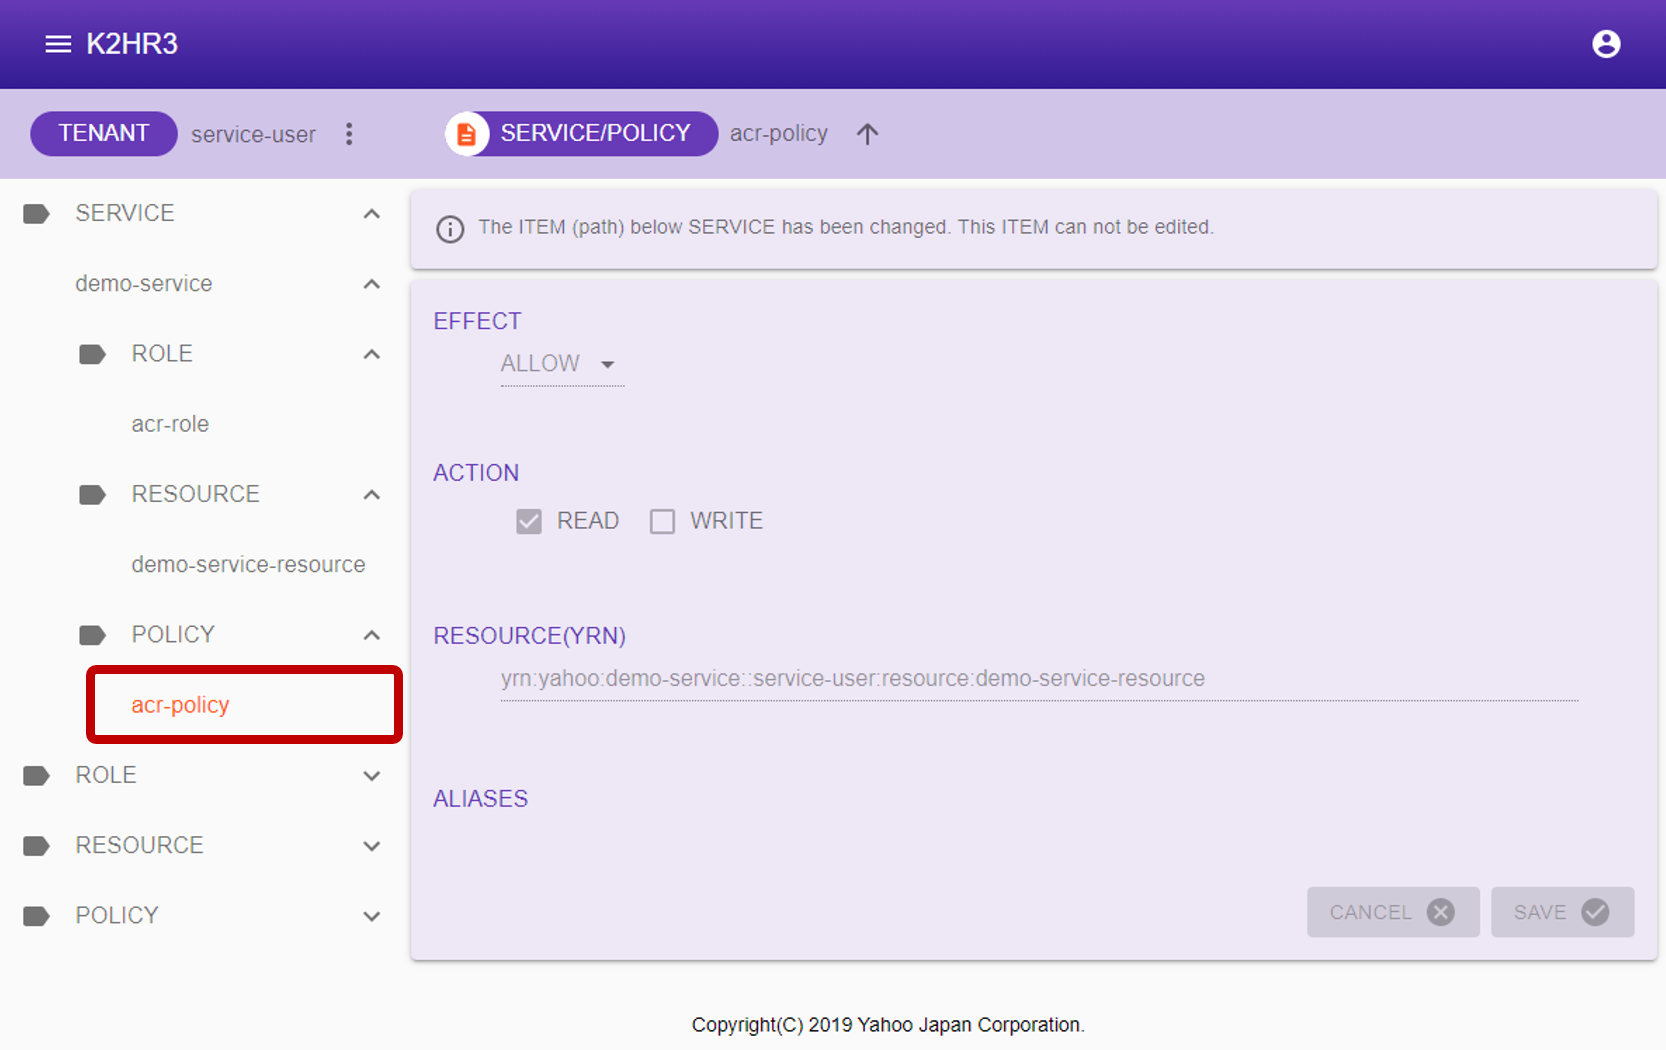 K2HR3
TENANT service-user SERVICE/POLICY acr-policy
SERVICE
demo-service
ROLE
acr-role
RESOURCE
demo-service-resource
POLICY
acr-policy
ROLE
RESOURCE
POLICY
The ITEM (path) below SERVICE has been changed. This ITEM can not be edited.
EFFECT
ALLOW
ACTION
READ WRITE
RESOURCE(YRN)
yrn:yahoo:demo-service::service-user:resource:demo-service-resource
ALIASES
CANCEL SAVE
Copyright(C) 2019 Yahoo Japan Corporation.